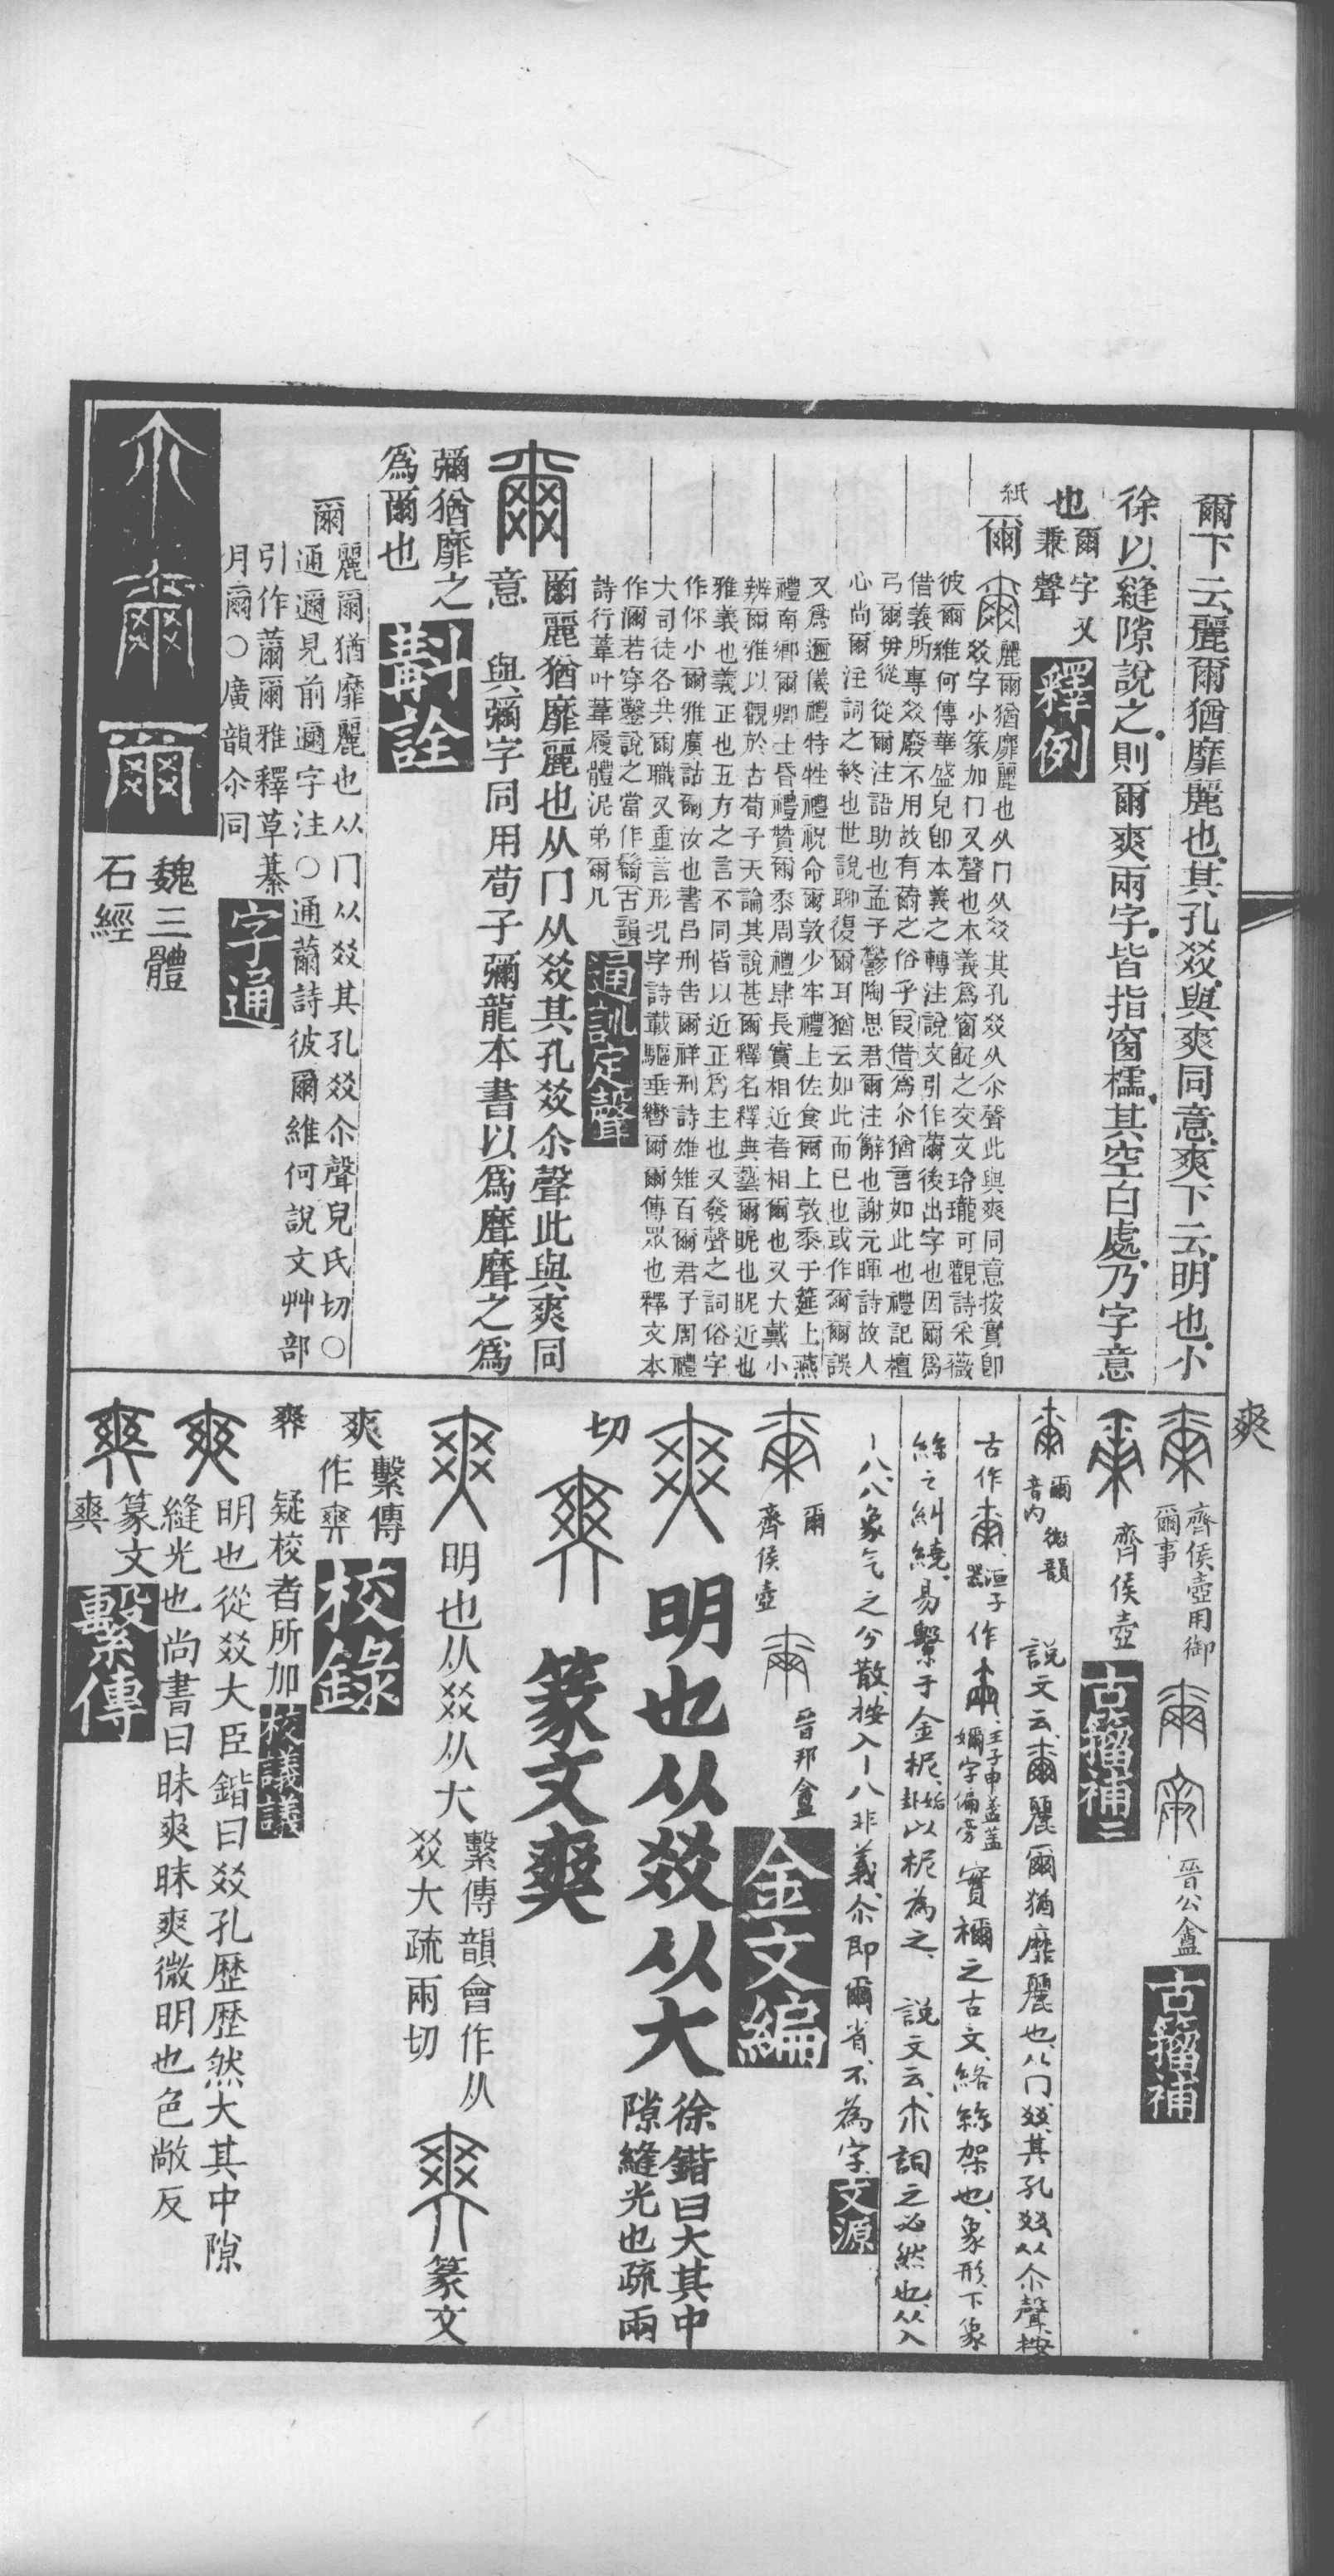 爾下云麗爾猶靡麗也其孔㸚與爽同意爽下云明也小
徐以縫隙說之則爾爽兩字皆指窗櫺其空白處乃字意
也
爾字㸚
兼聲
釋例
紙
爾
麗爾猶靡麗也从冂从㸚其孔㸚从尒聲此與爽同意按實即
㸚字小篆加冂又聲也本義爲窗㲄之交文玲瓏可觀詩采薇
彼爾維何傳華盛皃卽本義之轉注說文引作薾後出字也因爾爲
借義所專㸚廢不用故有薾之俗乎假借爲尒猶言如此也禮記檀
弓爾毋從從爾注語助也孟子鬱陶思君爾注辭也謝元暉詩故人
心尚爾注詞之終也世說聊復爾耳猶云如此而已也或作爾爾誤
又爲邇儀禮特牲禮祝命爾敦少牢禮上佐食爾上敦黍于筵上燕
禮南鄉爾卿士昏禮贊爾黍周禮肆長實相近者相爾也又大戴小
辨爾雅以觀於古荀子天論其說甚爾釋名釋典藝爾昵也昵近也
雅義也義正也五方之言不同皆以近正爲主也又發聲之詞俗字
作你小爾雅廣詁爾汝也書呂刑告爾祥刑詩雄雉百爾君子周禮
大司徒各共爾職又重言形況字詩載驅垂轡爾爾傳眾也釋文本
作濔若穿鑿說之當作鬗古韻
詩行葦叶葦履體泥弟爾几
通訓定聲
爾麗猶靡麗也从冂从㸚其孔㸚尒聲此與爽同
意 與彌字同用荀子彌龍本書以爲䃺䃺之爲
彌猶靡之
爲爾也
斠詮
爾
麗爾猶靡麗也从冂从㸚其孔㸚尒聲兒氏切○
通邇見前邇字注○通薾詩彼爾維何說文艸部
引作薾爾雅釋草綦
月爾○廣韻尒同
字通
魏三體
石經
爽
齊侯壺用御
爾事
晉公盦
古籀補
齊侯壺
古籀補二
爾
音內
微韻
說文云爾麗爾猶靡麗也从冂㸚其孔㸚从尒聲按
古作
洹子
器
作
王子申盞蓋
嬭字偏旁
實檷之古文絡絲架也象形下象
絲之糾繞易繫于金柅姤
卦以柅為之 說文云尒詞之必然也从入
丨八八象气之分散按入丨八非義尒即爾省不為字
文源
爾
齊侯壺
晉邦盦
金文編
明也从㸚从大
徐鍇曰大其中
隙縫光也疏兩
切
篆文爽
明也从㸚从大
繫傳韻會作从
㸚大疏兩切
篆文
爽
繫傳
作𡙇
校錄
𠁊
疑校者所加
校議議
明也從㸚大臣鍇曰㸚孔歷歷然大其中隙
縫光也尚書曰昧爽昧爽微明也色敞反
篆文
爽
繫傳